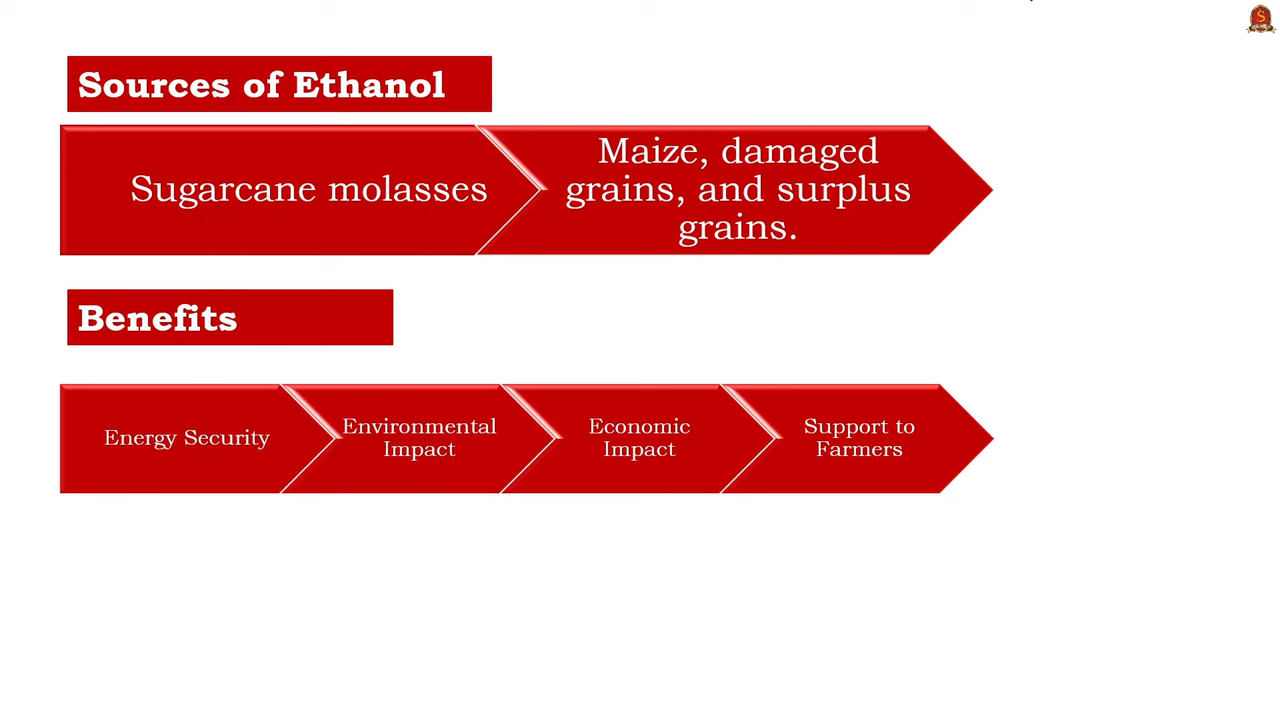 Sources of Ethanol
Sugarcane molasses
Maize, damaged
grains, and surplus
grains.
Benefits
Energy Security
Environmental
Impact
Economic
Impact
Support to
Farmers